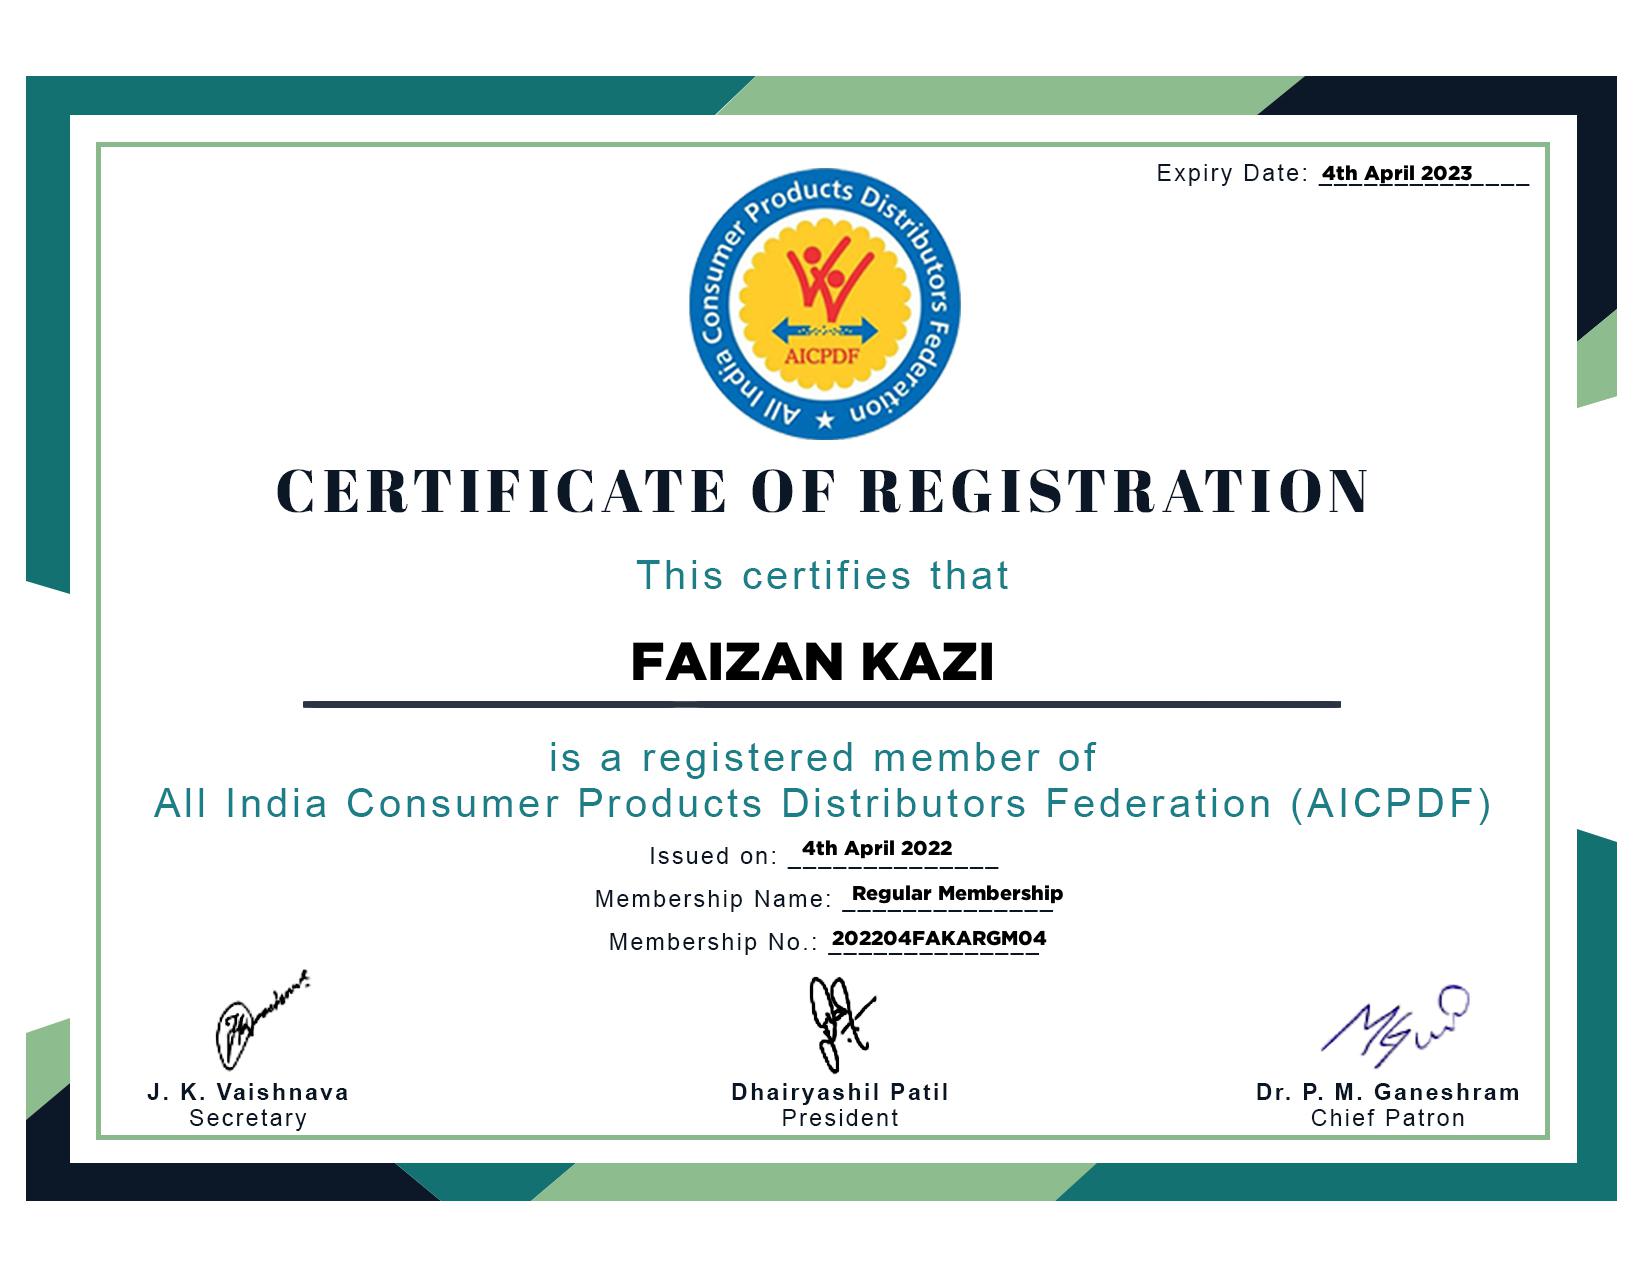 Expiry Date: 4th April 2023
All India Consumer Products Distributors Federation
AICPDF
CERTIFICATE OF REGISTRATION
This certifies that
FAIZAN KAZI
is a registered member of
All India Consumer Products Distributors Federation (AICPDF)
Issued on: 4th April 2022
Membership Name: Regular Membership
Membership No.: 202204FAKARGM04
J. K. Vaishnava
Secretary
Dhairyashil Patil
President
Dr. P. M. Ganeshram
Chief Patron